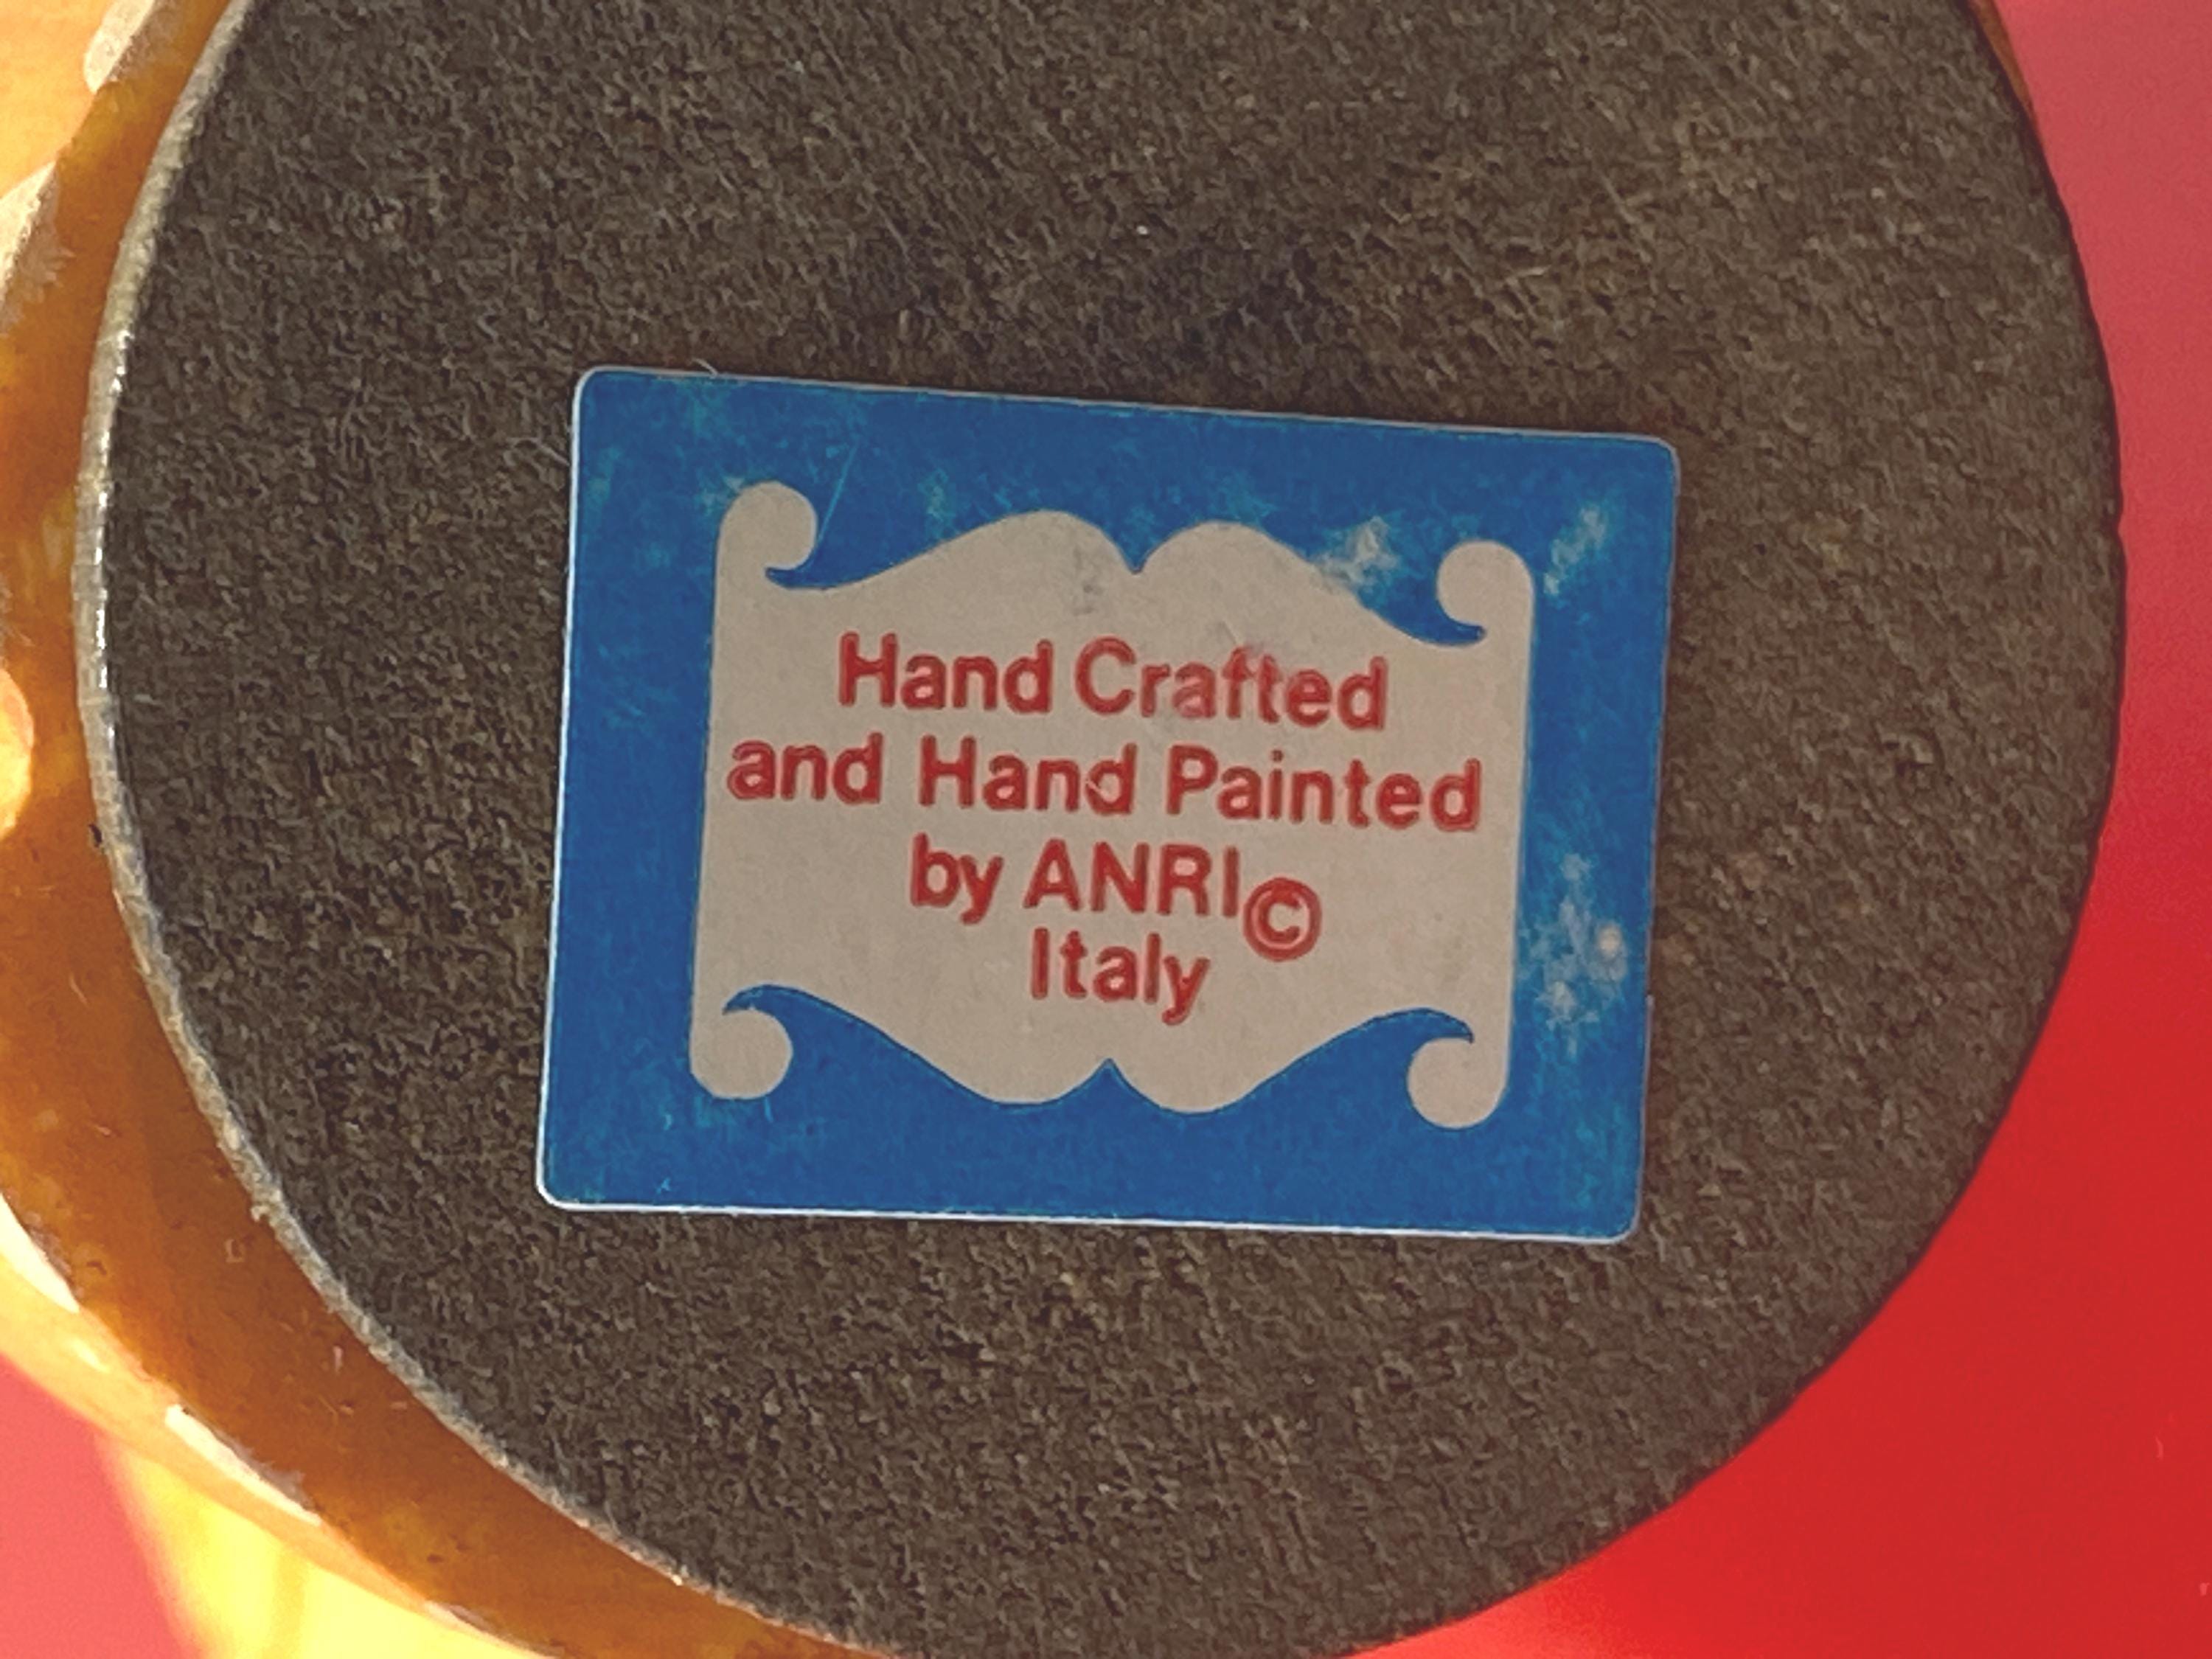 Hand Crafted
and Hand Painted
by ANRI©
Italy